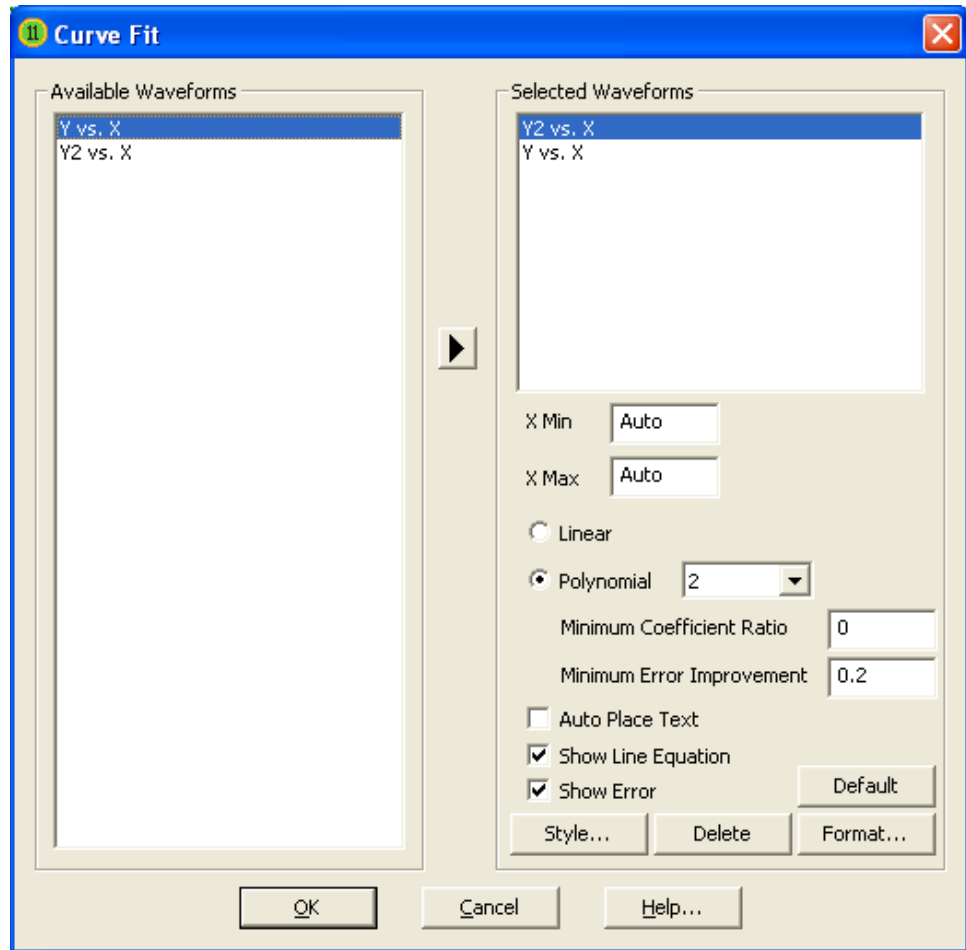 11 Curve Fit
Available Waveforms
Y vs. X
Y2 vs. X
Selected Waveforms
Y2 vs. X
Y vs. X
X Min Auto
X Max Auto
Linear
Polynomial 2
Minimum Coefficient Ratio 0
Minimum Error Improvement 0.2
Auto Place Text
Show Line Equation
Show Error
Default
Style... Delete Format...
OK Cancel Help...